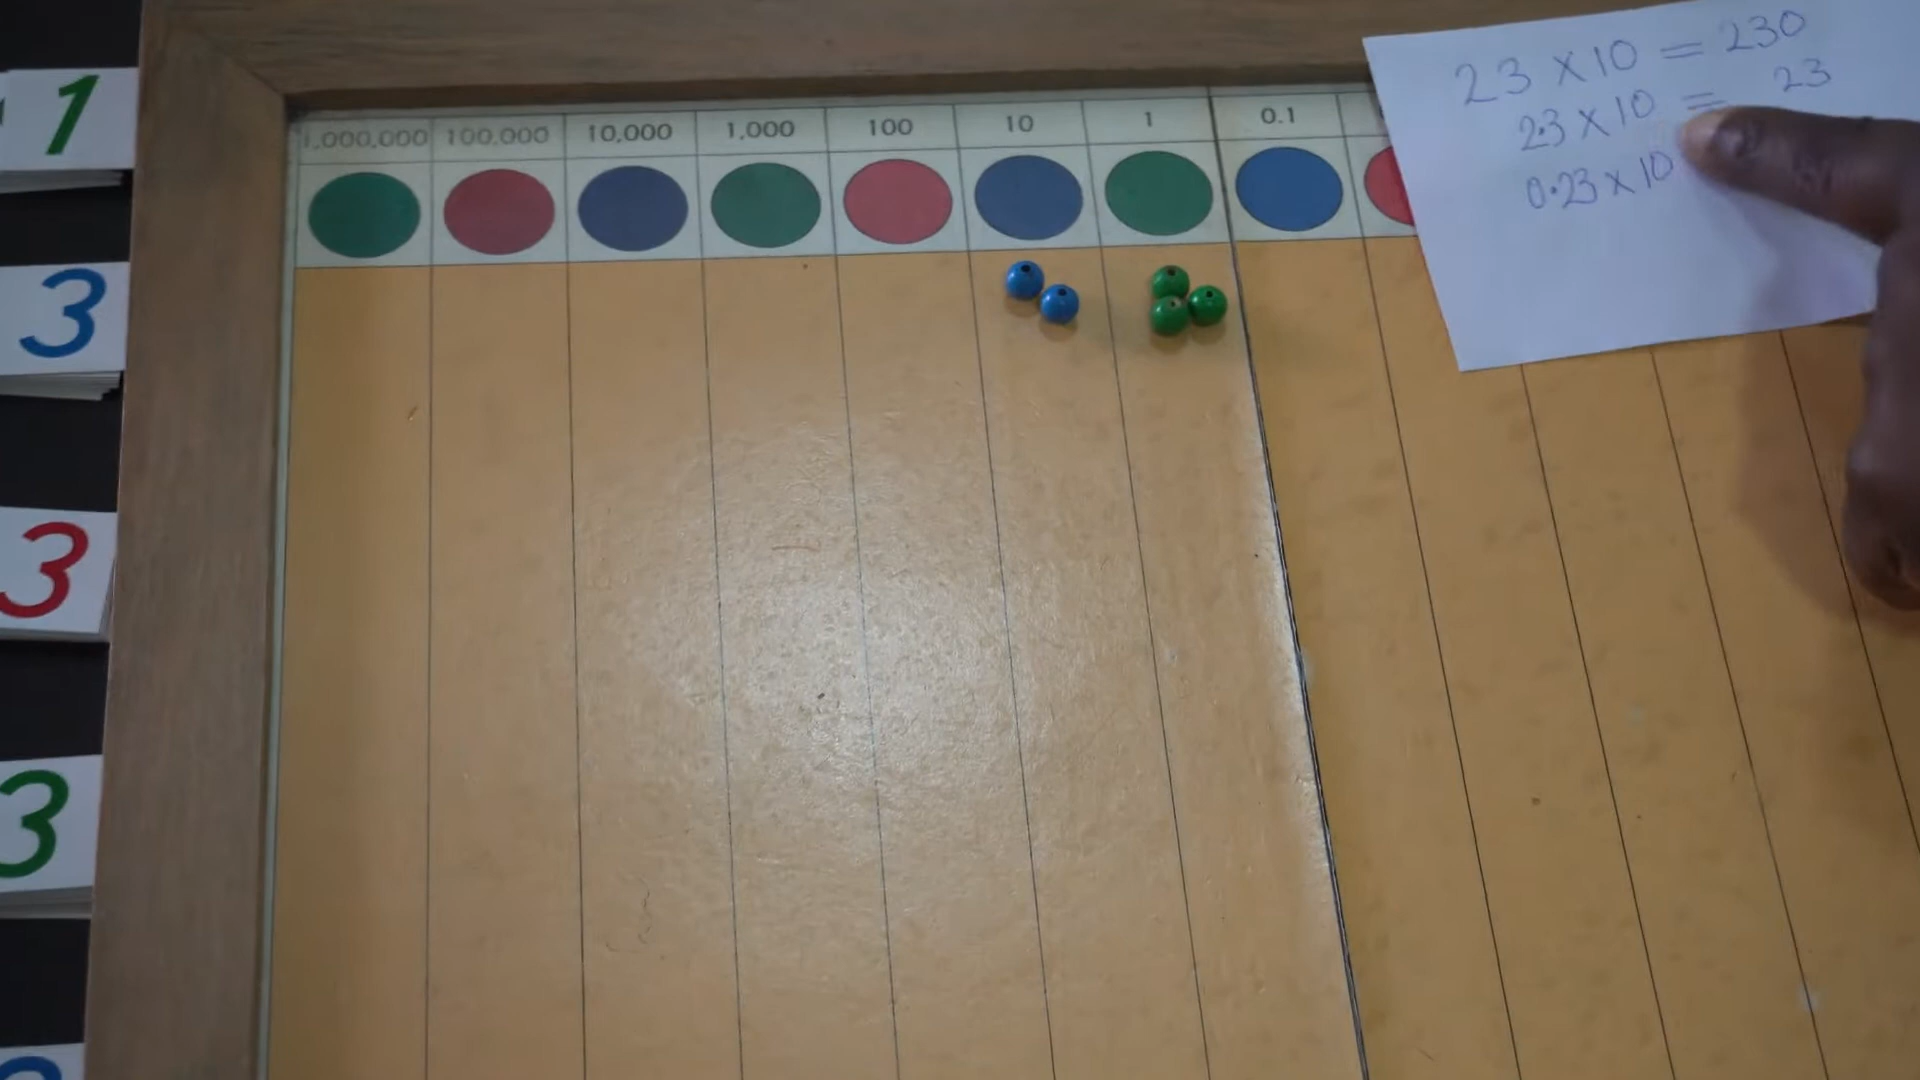 1
3
3
3
1,000,000 100,000 10,000 1,000 100 10 1 0.1
23 x 10 = 230
2.3 x 10 = 23
0.23 x 10